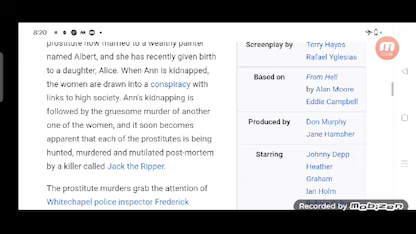 8:20
prostitute now married to a wealthy painter
named Albert, and she has recently given birth
to a daughter, Alice. When Ann is kidnapped,
the women are drawn into a conspiracy with
links to high society. Ann's kidnapping is
followed by the gruesome murder of another
one of the women, and it soon becomes
apparent that each of the prostitutes is being
hunted, murdered and mutilated post-mortem
by a killer called Jack the Ripper.
The prostitute murders grab the attention of
Whitechapel police inspector Frederick
Screenplay by Terry Hayes
Rafael Yglesias
Based on From Hell
by Alan Moore
Eddie Campbell
Produced by Don Murphy
Jane Hamsher
Starring Johnny Depp
Heather
Graham
Ian Holm
Recorded by Mobizen